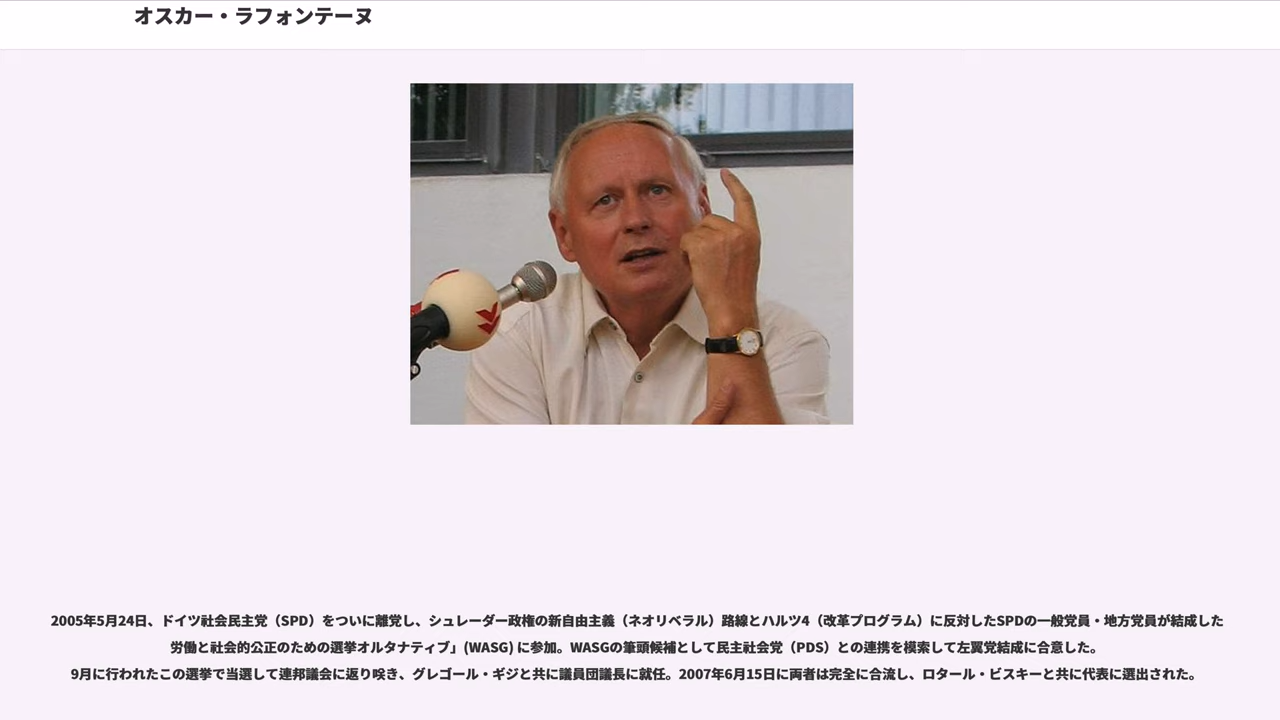 オスカー・ラフォンテーヌ
2005年5月24日、ドイツ社会民主党（SPD）をついに離党し、シュレーダー政権の新自由主義（ネオリベラル）路線とハルツ4（改革プログラム）に反対したSPDの一般党員・地方党員が結成した
労働と社会的公正のための選挙オルタナティブ」(WASG) に参加。WASGの筆頭候補として民主社会党（PDS）との連携を模索して左翼党結成に合意した。
9月に行われたこの選挙で当選して連邦議会に返り咲き、グレゴール・ギジと共に議員団議長に就任。2007年6月15日に両者は完全に合流し、ロタール・ビスキーと共に代表に選出された。